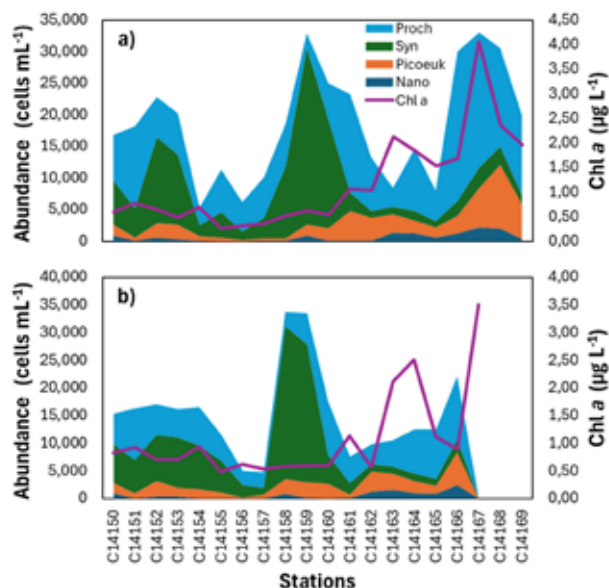 a)
Proch
Syn
Picoeuk
Nano
Chl a
Abundance (cells mL-1)
35,000
30,000
25,000
20,000
15,000
10,000
5,000
0
4,50
4,00
3,50
3,00
2,50
2,00
1,50
1,00
0,50
0,00
Chl a (µg L-1)
b)
Abundance (cells mL-1)
40,000
35,000
30,000
25,000
20,000
15,000
10,000
5,000
0
4,00
3,50
3,00
2,50
2,00
1,50
1,00
0,50
0,00
Chl a (µg L-1)
C14150
C14151
C14152
C14153
C14154
C14155
C14156
C14157
C14158
C14159
C14160
C14161
C14162
C14163
C14164
C14165
C14166
C14167
C14168
C14169
Stations